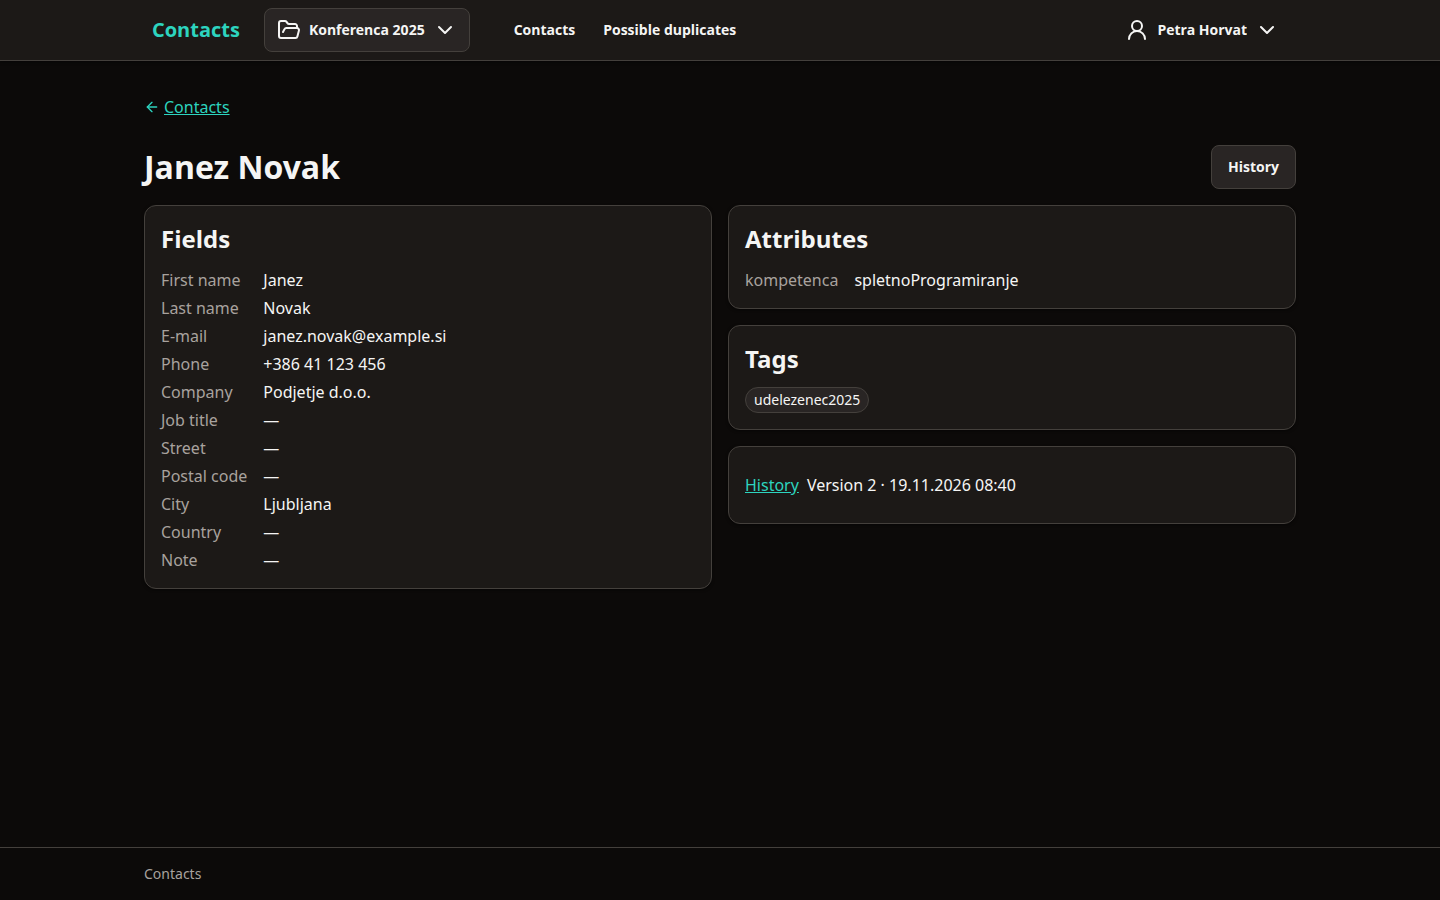 Contacts
Konferenca 2025
Contacts
Possible duplicates
Petra Horvat
← Contacts
Janez Novak
History
Fields
First name Janez
Last name Novak
E-mail janez.novak@example.si
Phone +386 41 123 456
Company Podjetje d.o.o.
Job title —
Street —
Postal code —
City Ljubljana
Country —
Note —
Attributes
kompetenca spletnoProgramiranje
Tags
udelezenec2025
History Version 2 · 19.11.2026 08:40
Contacts